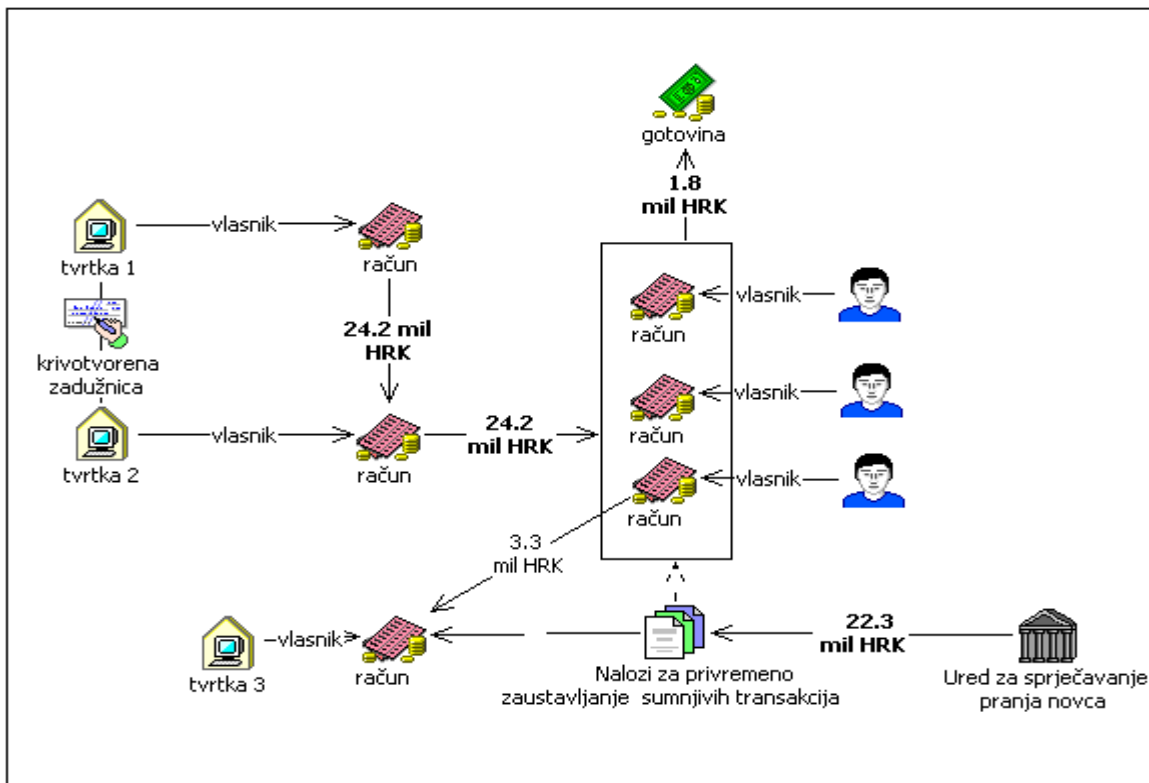 gotovina
1.8
mil HRK
vlasnik
tvrtka 1
račun
krivotvorena
zadužnica
24.2 mil
HRK
vlasnik
tvrtka 2
račun
24.2
mil HRK
vlasnik
račun
vlasnik
račun
vlasnik
račun
3.3
mil HRK
vlasnik
tvrtka 3
račun
Nalozi za privremeno
zaustavljanje sumnjivih transakcija
22.3
mil HRK
Ured za sprječavanje
pranja novca